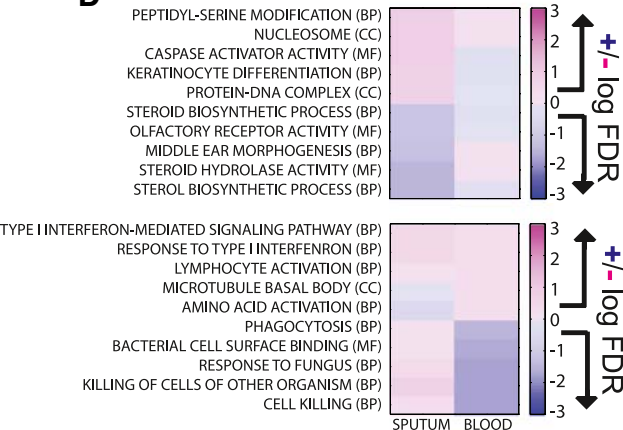 PEPTIDYL-SERINE MODIFICATION (BP)
NUCLEOSOME (CC)
CASPASE ACTIVATOR ACTIVITY (MF)
KERATINOCYTE DIFFERENTIATION (BP)
PROTEIN-DNA COMPLEX (CC)
STEROID BIOSYNTHETIC PROCESS (BP)
OLFACTORY RECEPTOR ACTIVITY (MF)
MIDDLE EAR MORPHOGENESIS (BP)
STEROID HYDROLASE ACTIVITY (MF)
STEROL BIOSYNTHETIC PROCESS (BP)
3
2
1
0
-1
-2
-3
+/- log FDR
TYPE I INTERFERON-MEDIATED SIGNALING PATHWAY (BP)
RESPONSE TO TYPE I INTERFENRON (BP)
LYMPHOCYTE ACTIVATION (BP)
MICROTUBULE BASAL BODY (CC)
AMINO ACID ACTIVATION (BP)
PHAGOCYTOSIS (BP)
BACTERIAL CELL SURFACE BINDING (MF)
RESPONSE TO FUNGUS (BP)
KILLING OF CELLS OF OTHER ORGANISM (BP)
CELL KILLING (BP)
3
2
1
0
-1
-2
-3
+/- log FDR
SPUTUM BLOOD